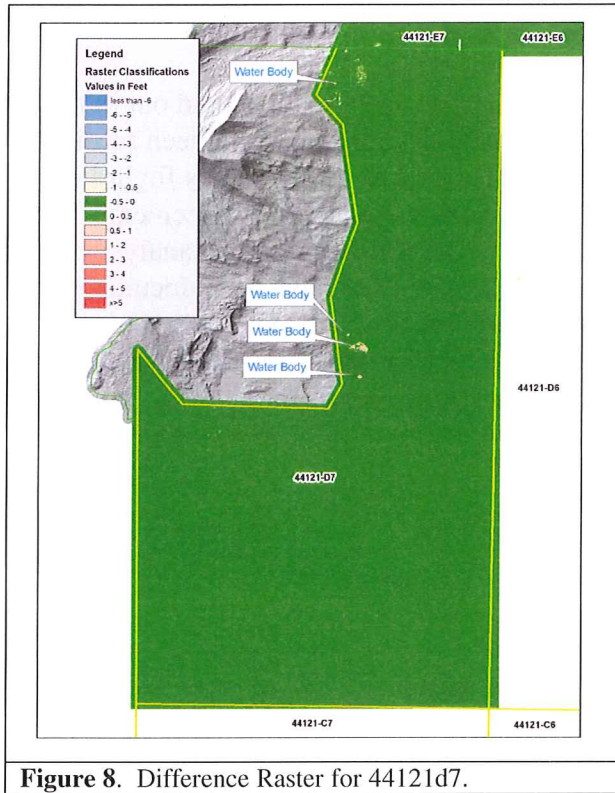 44121-E7
44121-E6
Legend
Raster Classifications
Values in Feet
less than -6
-6 - -5
-5 - -4
-4 - -3
-3 - -2
-2 - -1
-1 - -0.5
-0.5 - 0
0 - 0.5
0.5 - 1
1 - 2
2 - 3
3 - 4
4 - 5
x>5
Water Body
Water Body
Water Body
Water Body
44121-D6
44121-D7
44121-C7
44121-C6
Figure 8. Difference Raster for 44121d7.